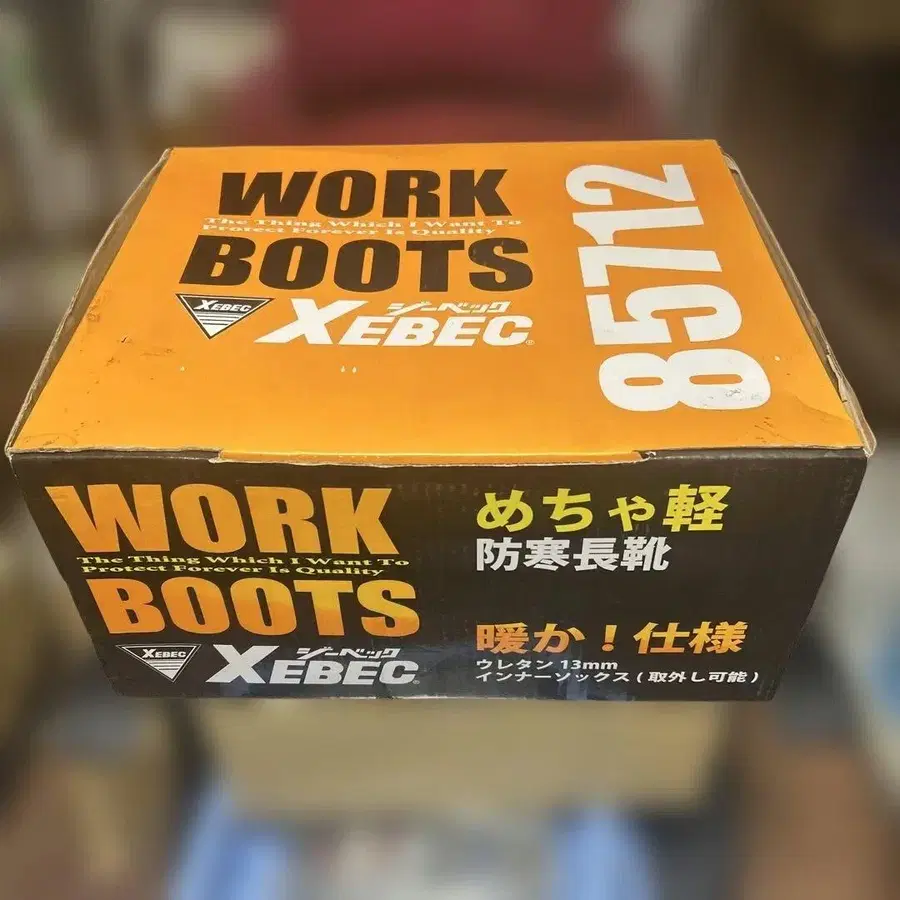 WORK
The Thing Which I Want To
Protect Forever Is Quality
BOOTS
XEBEC
ジーベック
XEBEC®
85712
WORK
The Thing Which I Want To
Protect Forever Is Quality
BOOTS
XEBEC
ジーベック
XEBEC
めちゃ軽
防寒長靴
暖か！仕様
ウレタン 13mm
インナーソックス ( 取外し可能 )